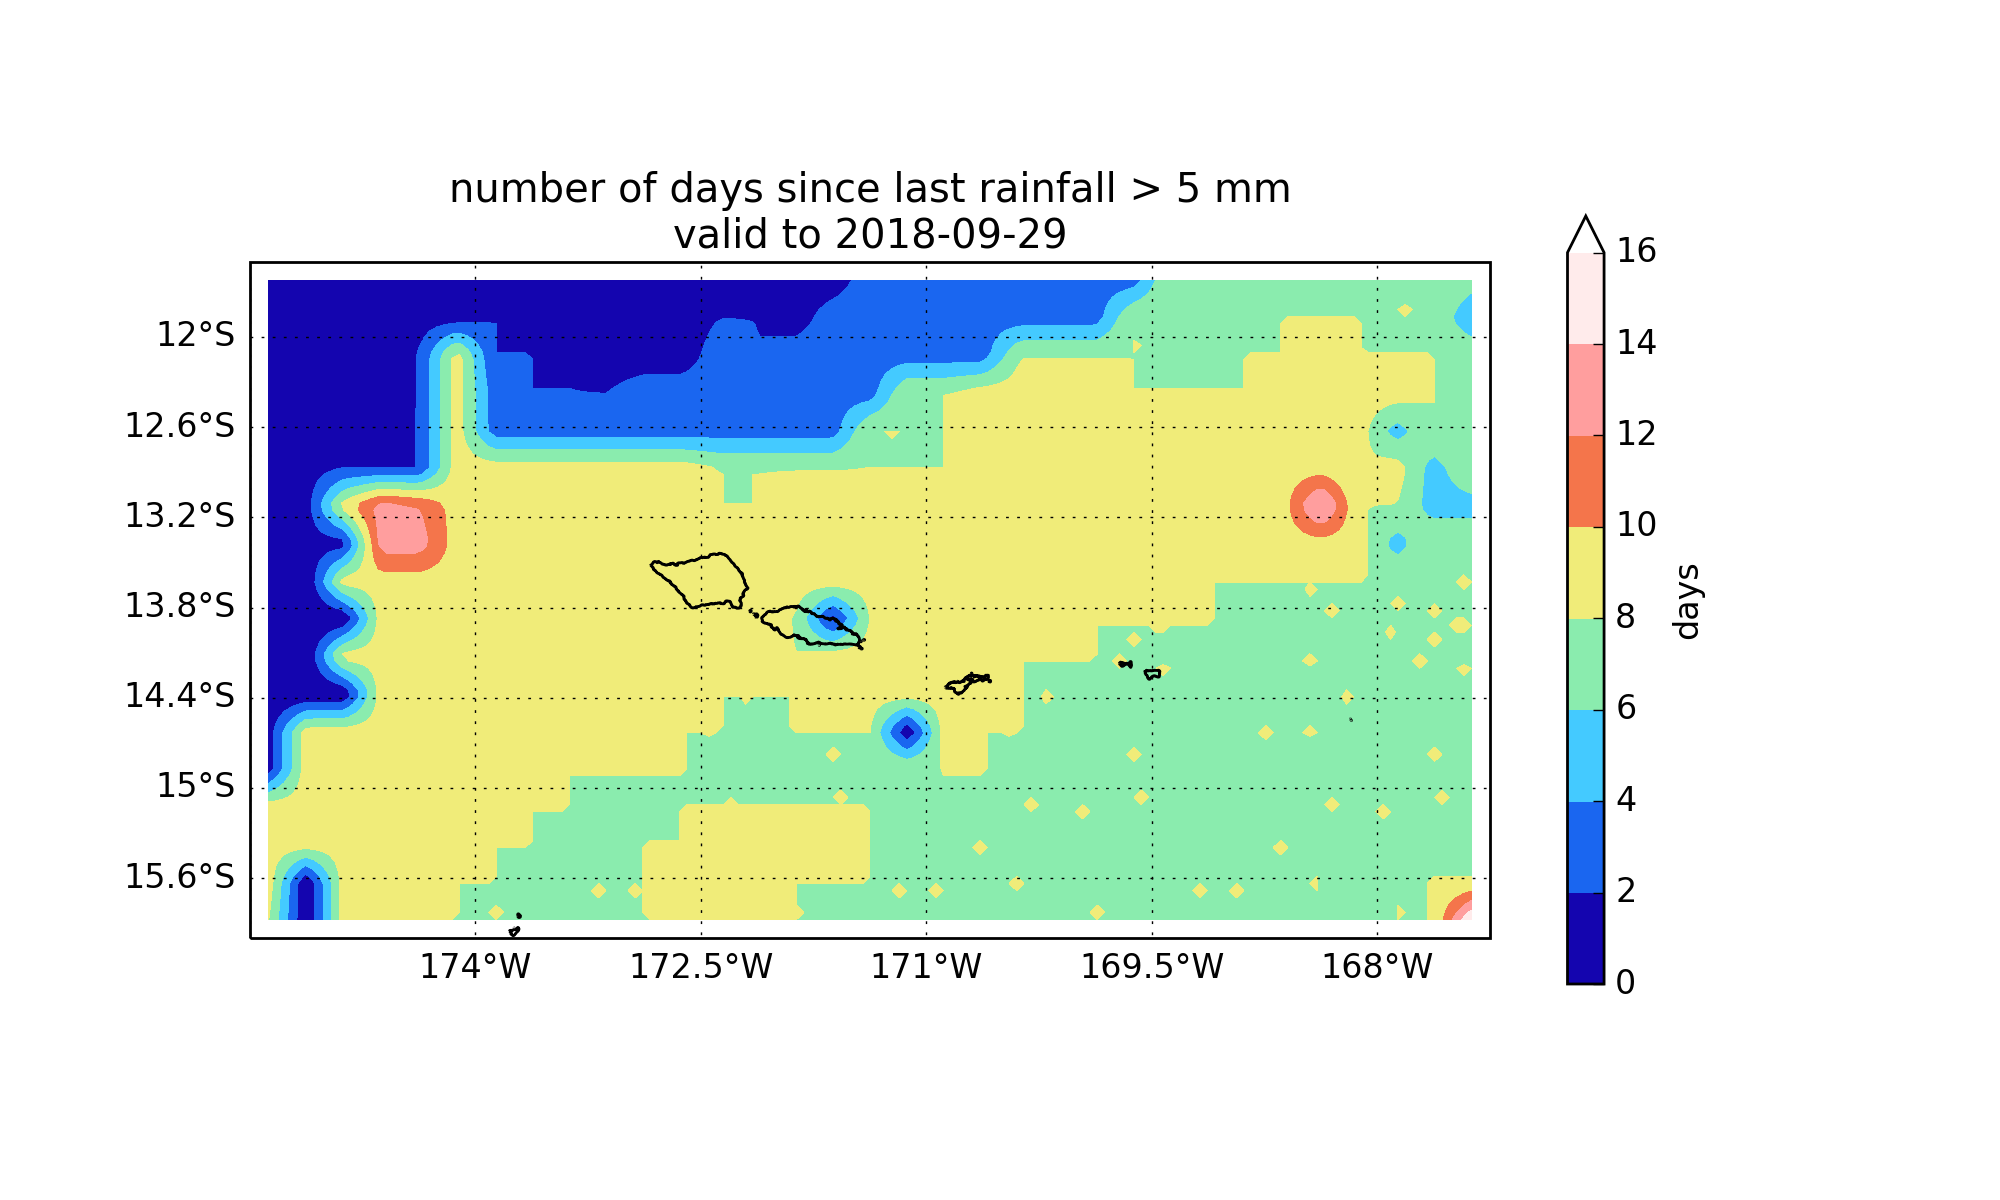 number of days since last rainfall > 5 mm
valid to 2018-09-29
12°S
12.6°S
13.2°S
13.8°S
14.4°S
15°S
15.6°S
174°W
172.5°W
171°W
169.5°W
168°W
16
14
12
10
8
6
4
2
0
days